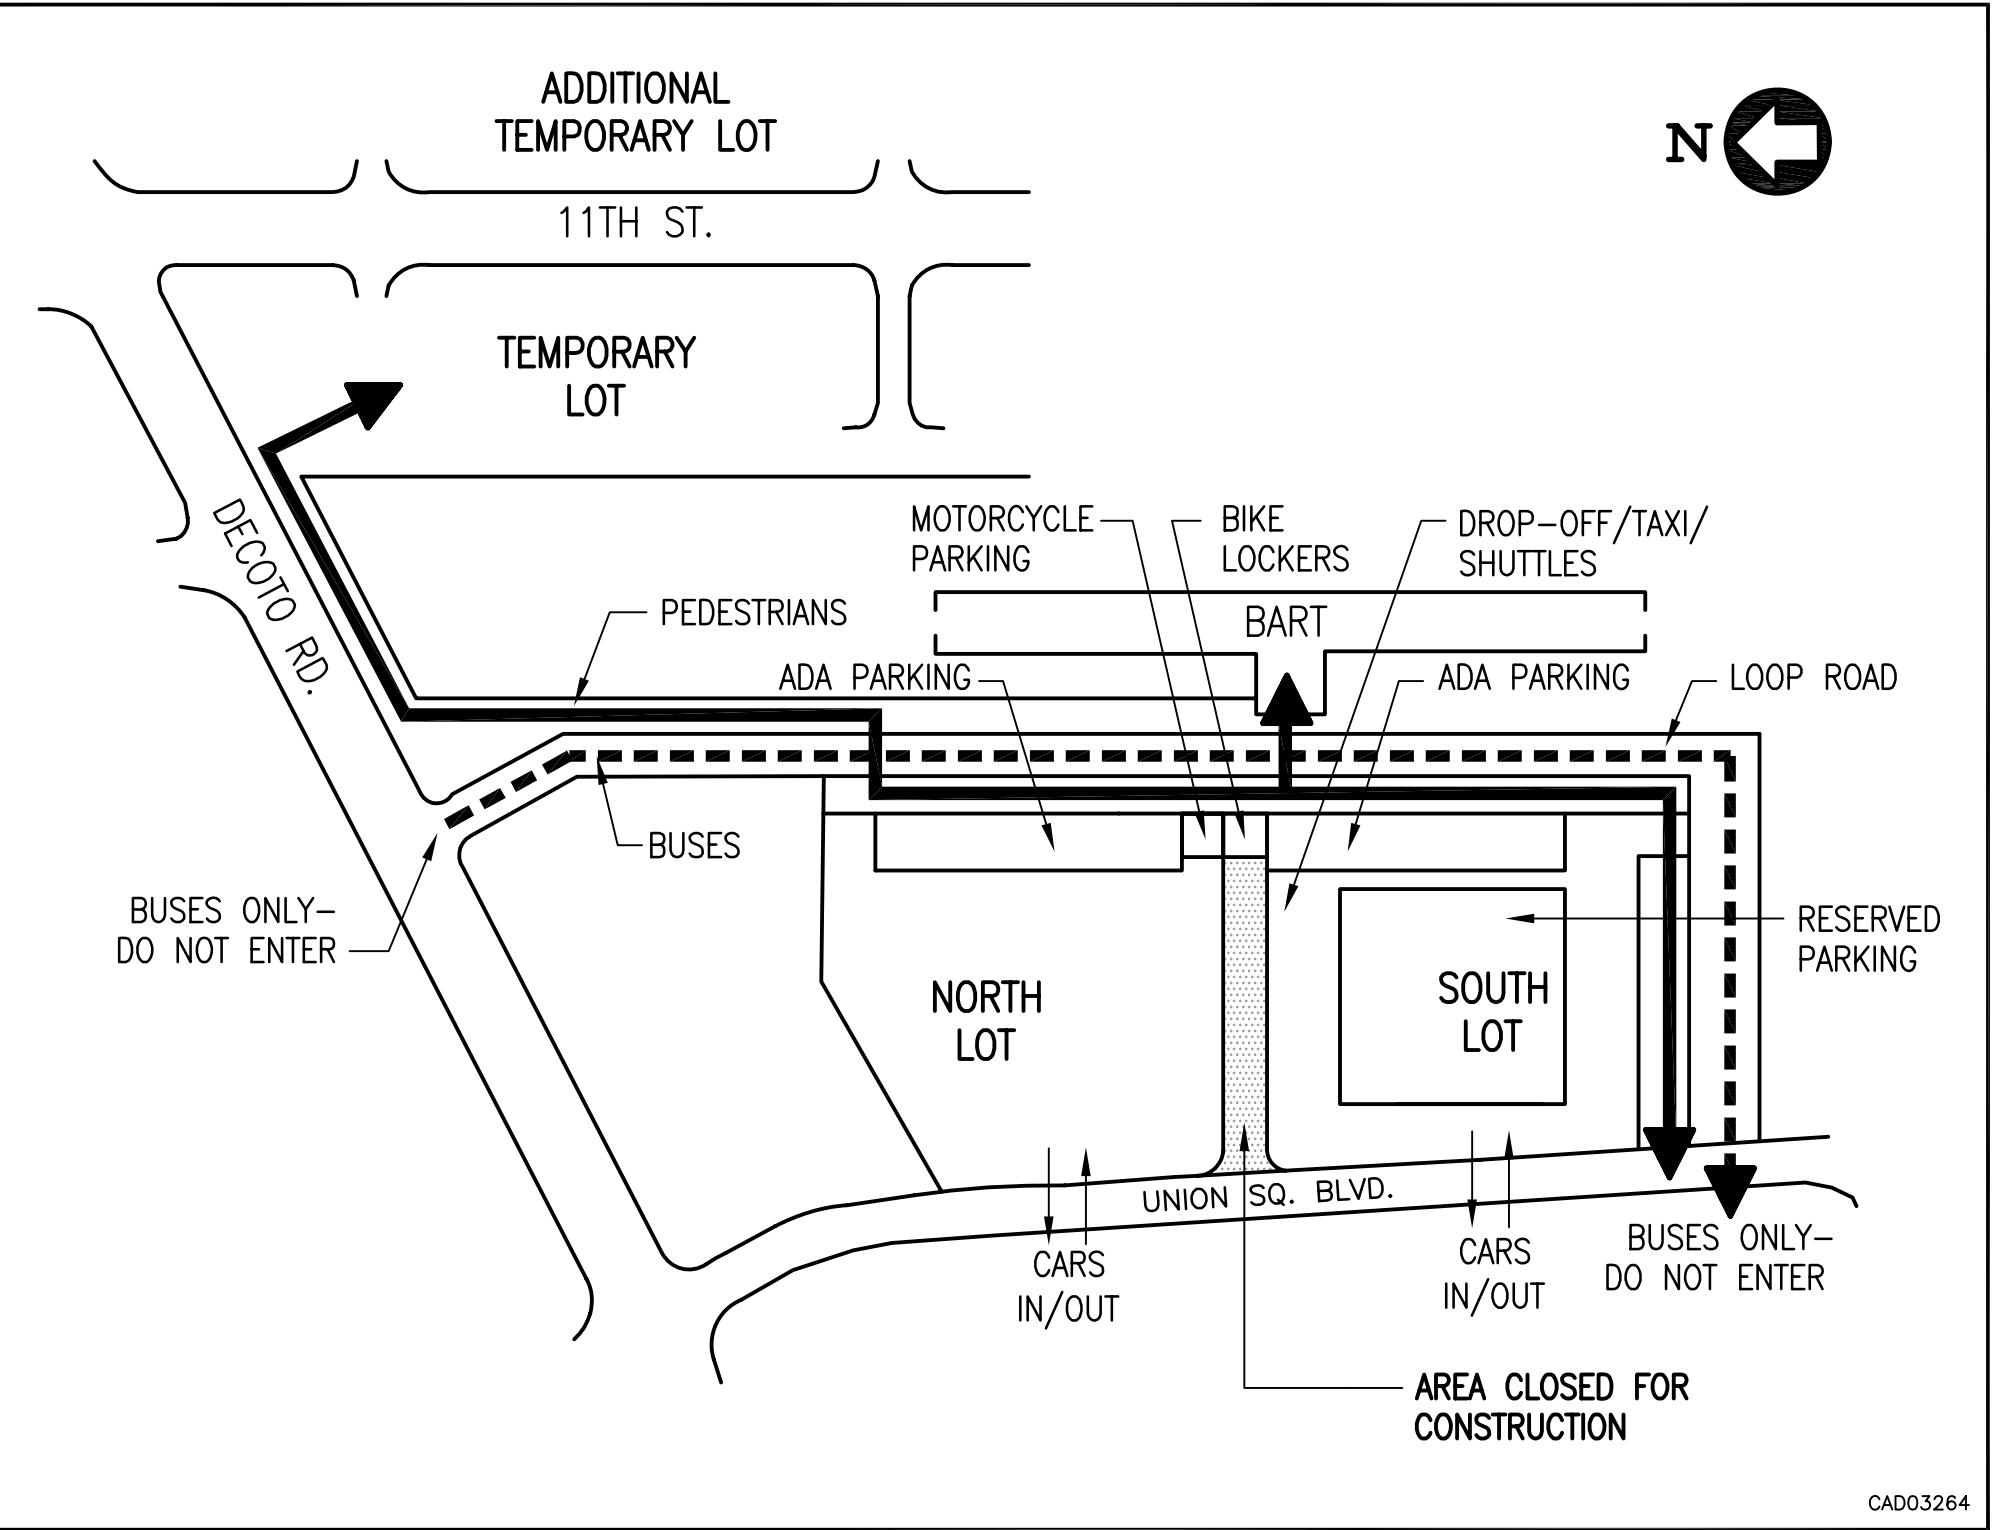 ADDITIONAL
TEMPORARY LOT
N
11TH ST.
TEMPORARY
LOT
DECOTO RD.
MOTORCYCLE
PARKING
BIKE
LOCKERS
DROP-OFF/TAXI/
SHUTTLES
PEDESTRIANS
BART
ADA PARKING
ADA PARKING
LOOP ROAD
BUSES
BUSES ONLY-
DO NOT ENTER
RESERVED
PARKING
NORTH
LOT
SOUTH
LOT
UNION SQ. BLVD.
CARS
IN/OUT
CARS
IN/OUT
BUSES ONLY-
DO NOT ENTER
AREA CLOSED FOR
CONSTRUCTION
CAD03264